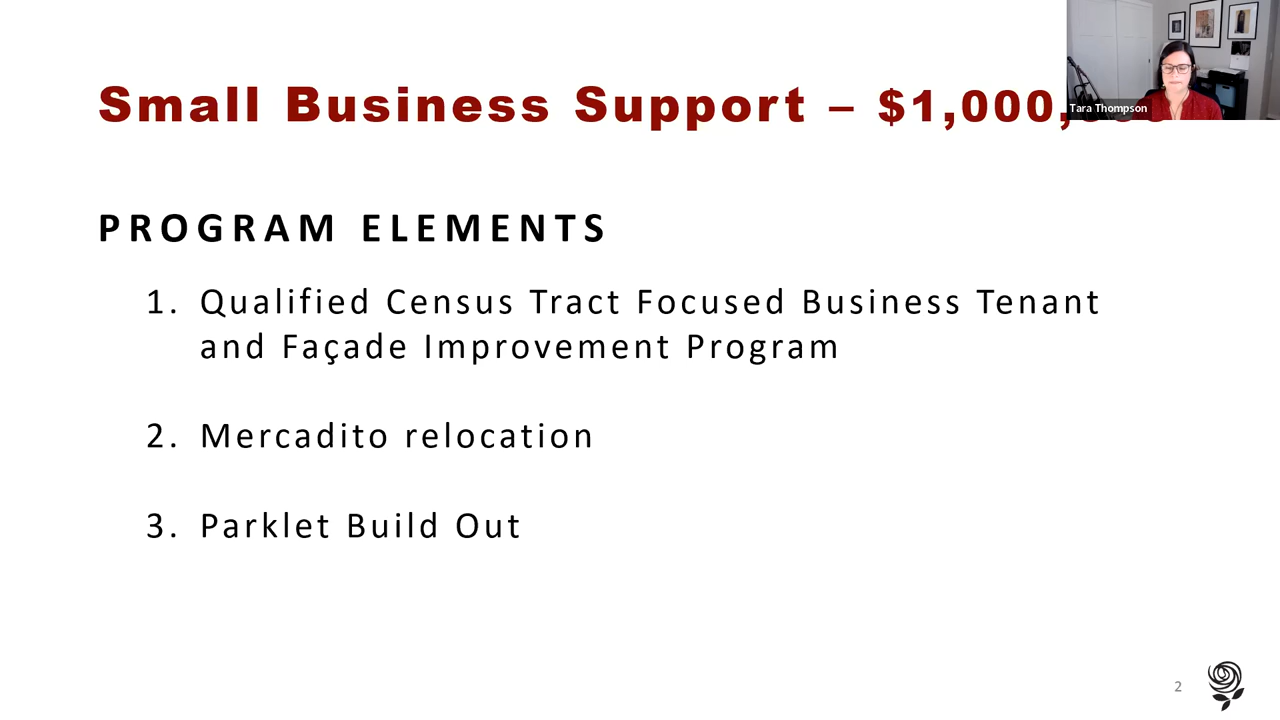 Small Business Support – $1,000,
Tara Thompson
PROGRAM ELEMENTS
1. Qualified Census Tract Focused Business Tenant
and Façade Improvement Program
2. Mercadito relocation
3. Parklet Build Out
2